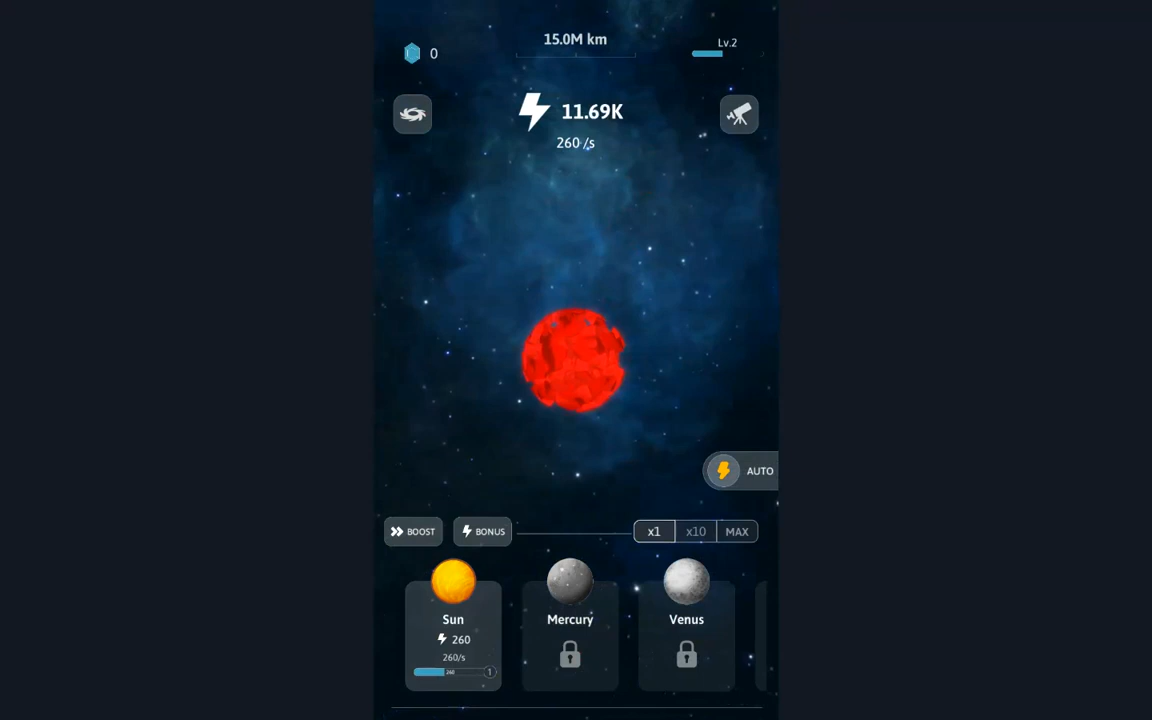 0
15.0M km
Lv.2
11.69K
260 /s
AUTO
BOOST
BONUS
x1
x10
MAX
Sun
260
260/s
260
1
Mercury
Venus